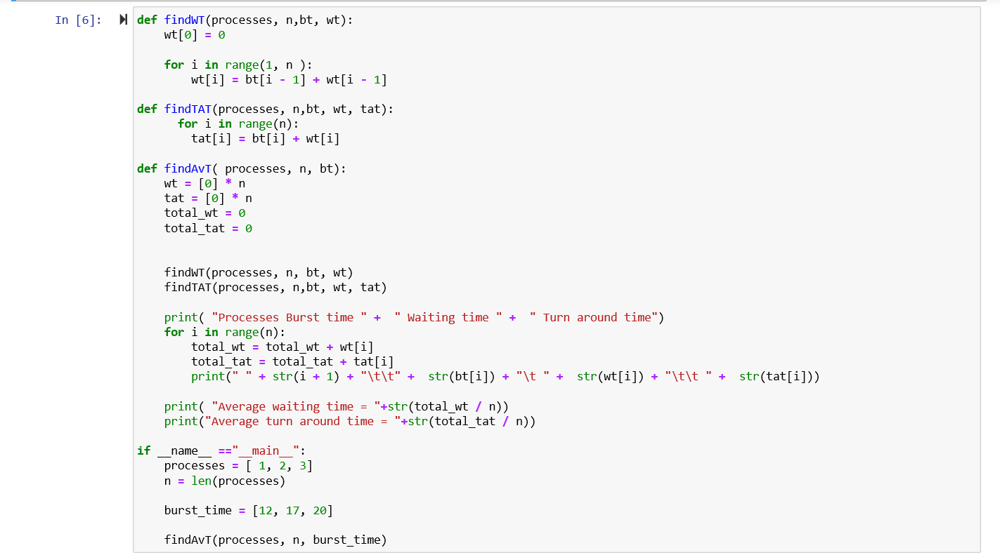 In [6]:
def findWT(processes, n,bt, wt):
    wt[0] = 0
    for i in range(1, n ):
        wt[i] = bt[i - 1] + wt[i - 1]
def findTAT(processes, n,bt, wt, tat):
      for i in range(n):
        tat[i] = bt[i] + wt[i]
def findAvT( processes, n, bt):
    wt = [0] * n
    tat = [0] * n
    total_wt = 0
    total_tat = 0
    findWT(processes, n, bt, wt)
    findTAT(processes, n,bt, wt, tat)
    print( "Processes Burst time " +  " Waiting time " +  " Turn around time")
    for i in range(n):
        total_wt = total_wt + wt[i]
        total_tat = total_tat + tat[i]
        print(" " + str(i + 1) + "\t\t" +  str(bt[i]) + "\t " +  str(wt[i]) + "\t\t " +  str(tat[i]))
    print( "Average waiting time = "+str(total_wt / n))
    print("Average turn around time = "+str(total_tat / n))
if __name__ =="__main__":
    processes = [ 1, 2, 3]
    n = len(processes)
    burst_time = [12, 17, 20]
    findAvT(processes, n, burst_time)